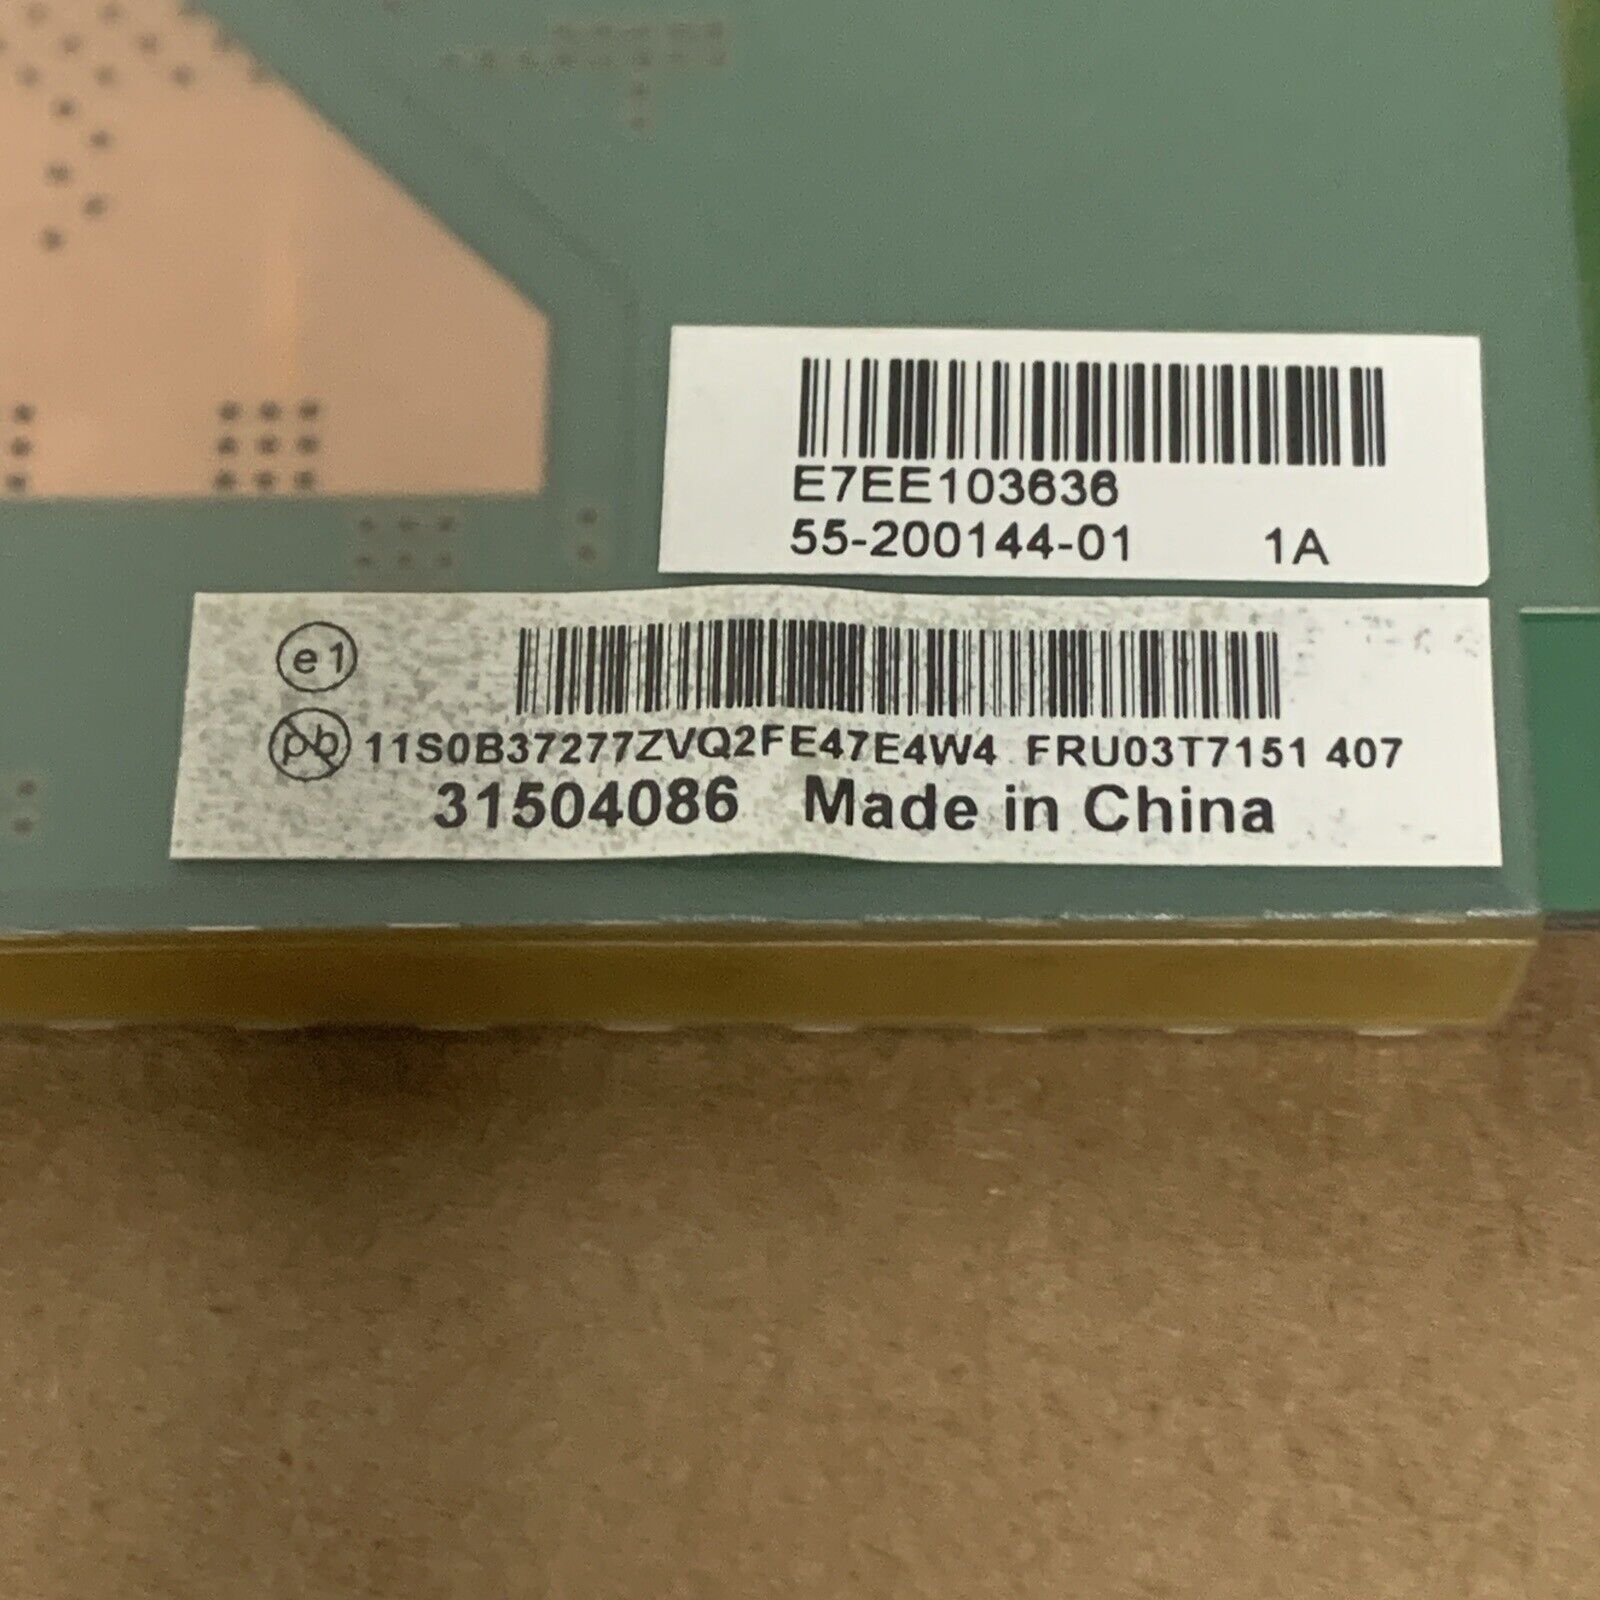 E7EE103636
55-200144-01 1A
e1
Pb 11S0B37277ZVQ2FE47E4W4 FRU03T7151 407
31504086 Made in China